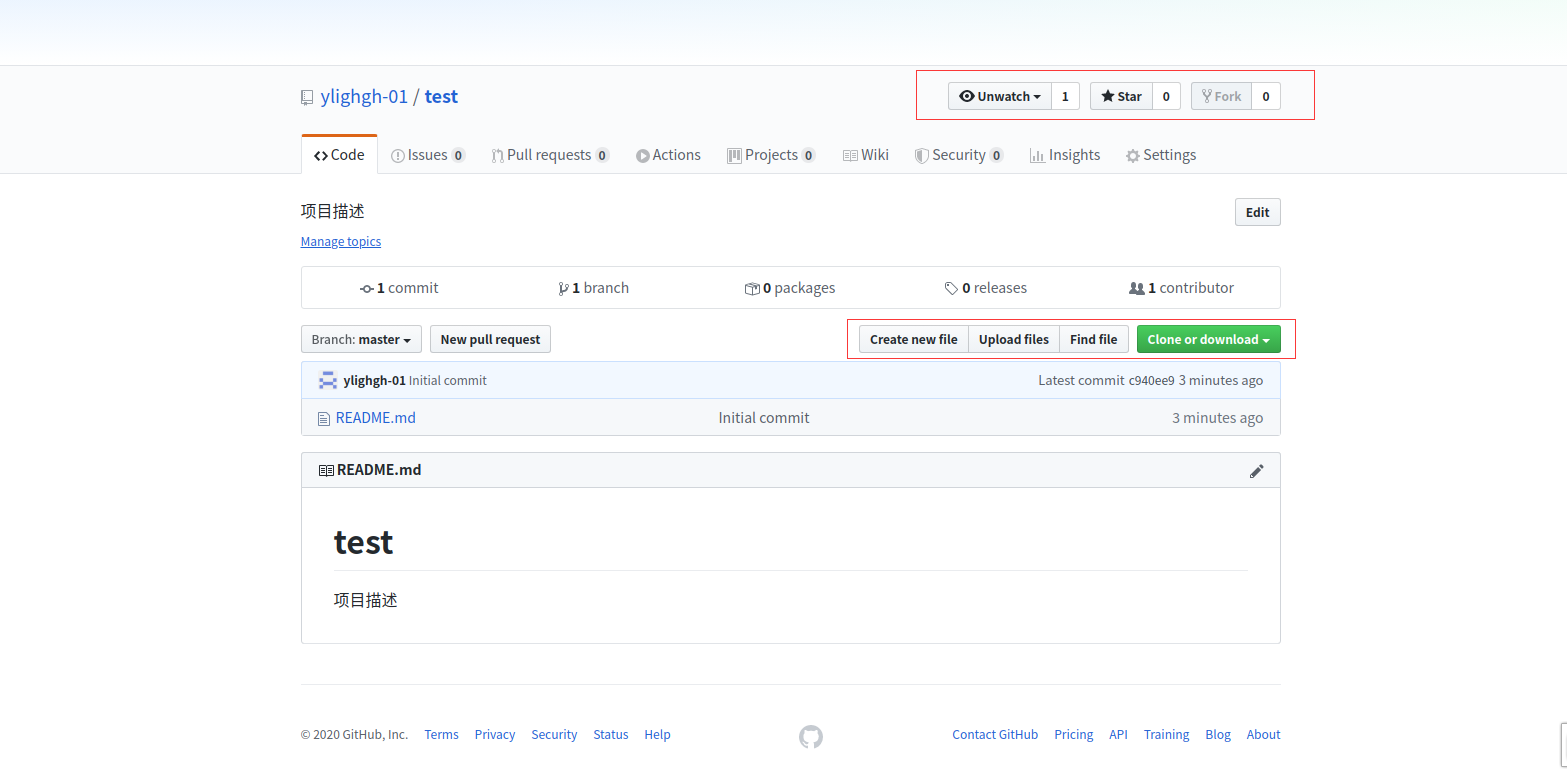 ylighgh-01 / test
Unwatch 1 Star 0 Fork 0
Code Issues 0 Pull requests 0 Actions Projects 0 Wiki Security 0 Insights Settings
项目描述 Edit
Manage topics
1 commit 1 branch 0 packages 0 releases 1 contributor
Branch: master New pull request Create new file Upload files Find file Clone or download
ylighgh-01 Initial commit Latest commit c940ee9 3 minutes ago
README.md Initial commit 3 minutes ago
README.md
test
项目描述
© 2020 GitHub, Inc. Terms Privacy Security Status Help Contact GitHub Pricing API Training Blog About